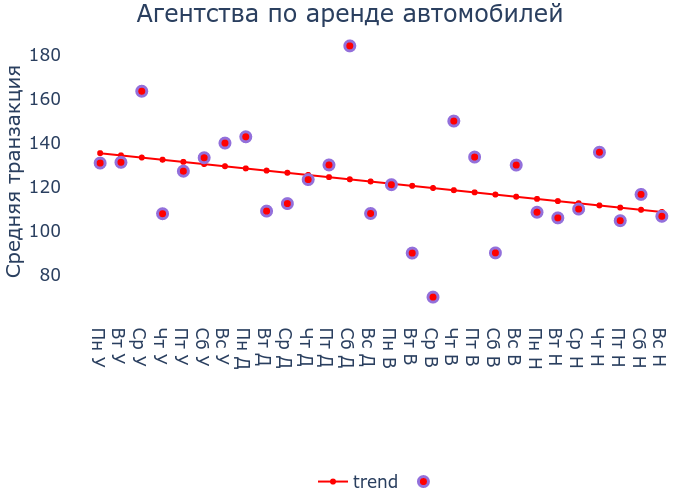 Агентства по аренде автомобилей
Средняя транзакция
180
160
140
120
100
80
Пн У
Вт У
Ср У
Чт У
Пт У
Сб У
Вс У
Пн Д
Вт Д
Ср Д
Чт Д
Пт Д
Сб Д
Вс Д
Пн В
Вт В
Ср В
Чт В
Пт В
Сб В
Вс В
Пн Н
Вт Н
Ср Н
Чт Н
Пт Н
Сб Н
Вс Н
trend